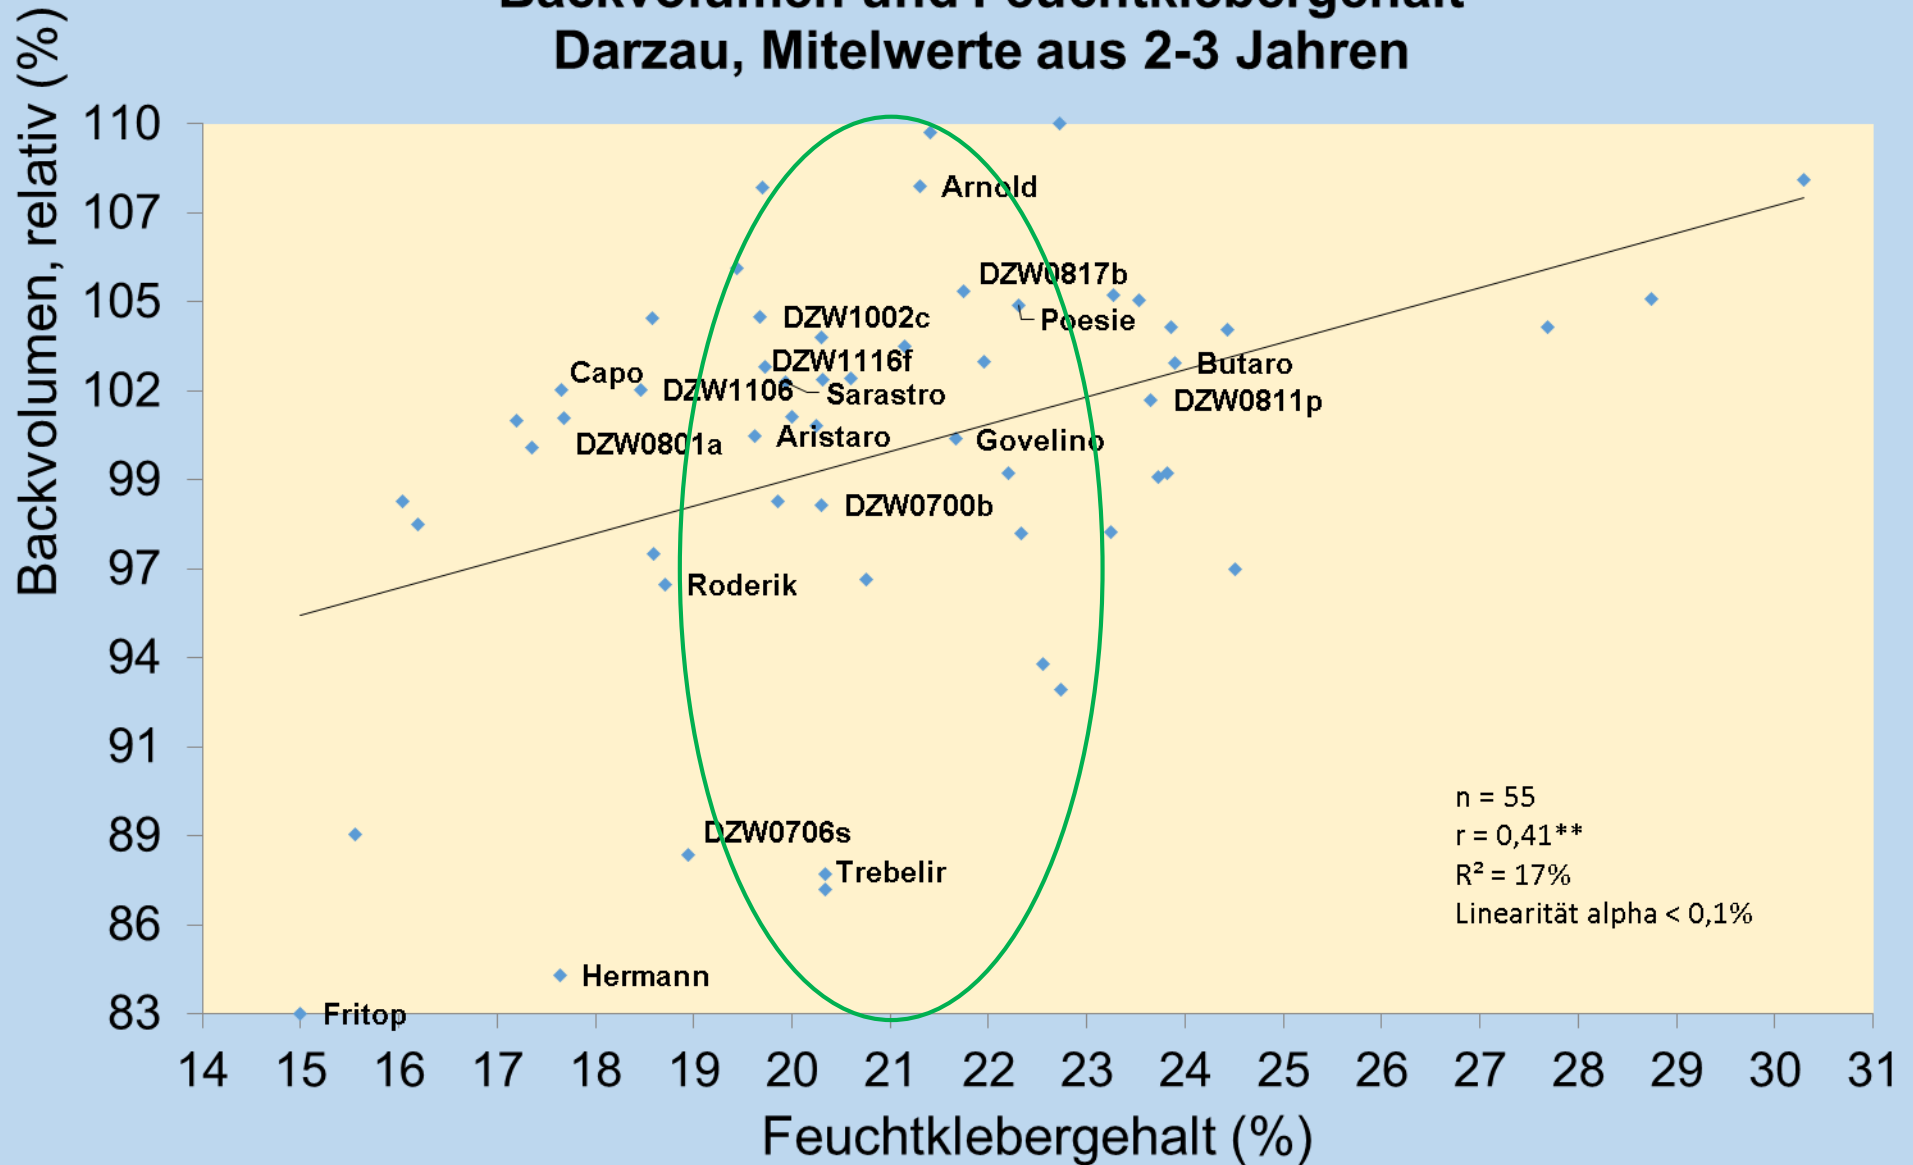 Backvolumen und Feuchtklebergehalt
Darzau, Mitelwerte aus 2-3 Jahren
Backvolumen, relativ (%)
110
107
105
102
99
97
94
91
89
86
83
Arnold
DZW0817b
DZW1002c
Poesie
DZW1116f
Butaro
Capo
DZW1106
Sarastro
DZW0811p
DZW0801a
Aristaro
Govelino
DZW0700b
Roderik
DZW0706s
Trebelir
Hermann
Fritop
n = 55
r = 0,41**
R² = 17%
Linearität alpha < 0,1%
14 15 16 17 18 19 20 21 22 23 24 25 26 27 28 29 30 31
Feuchtklebergehalt (%)